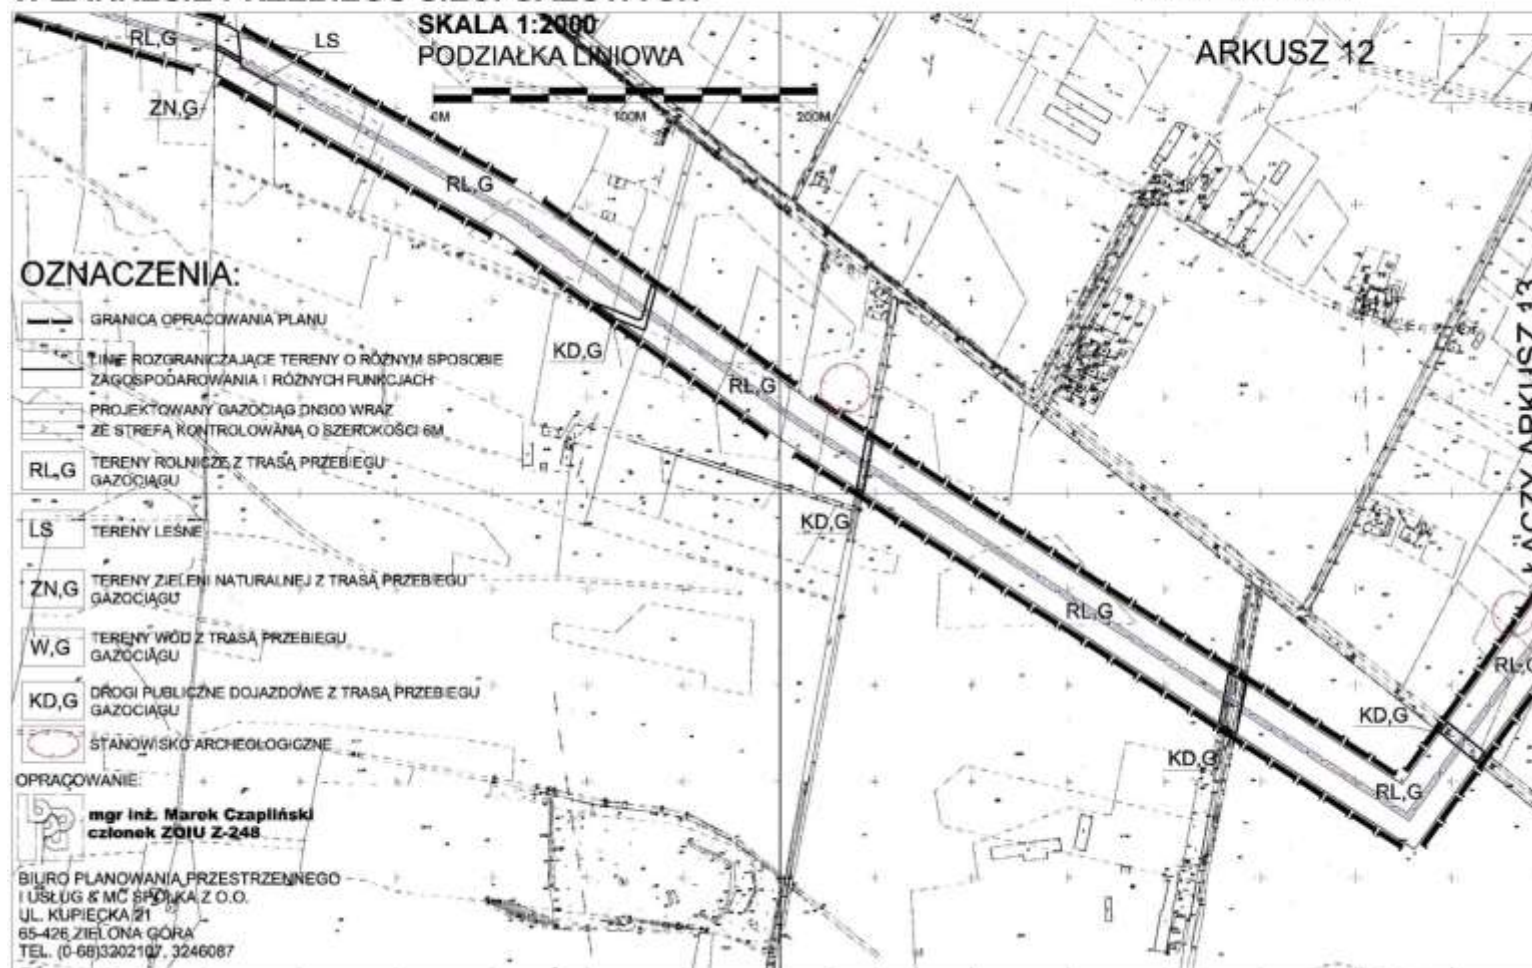 SKALA 1:2000
PODZIAŁKA LINIOWA
0M 100M 200M
ARKUSZ 12
RL,G
LS
ZN,G
RL,G
KD,G
RL,G
KD,G
RL,G
KD,G
KD,G
RL,G
RL,G
ARKUSZ 13
OZNACZENIA:
GRANICA OPRACOWANIA PLANU
LINIE ROZGRANICZAJĄCE TERENY O RÓŻNYM SPOSOBIE
ZAGOSPODAROWANIA I RÓŻNYCH FUNKCJACH
PROJEKTOWANY GAZOCIĄG DN300 WRAZ
ZE STREFĄ KONTROLOWANĄ O SZEROKOŚCI 6M
RL,G TERENY ROLNICZE Z TRASĄ PRZEBIEGU
GAZOCIĄGU
LS TERENY LEŚNE
ZN,G TERENY ZIELENI NATURALNEJ Z TRASĄ PRZEBIEGU
GAZOCIĄGU
W,G TERENY WÓD Z TRASĄ PRZEBIEGU
GAZOCIĄGU
KD,G DROGI PUBLICZNE DOJAZDOWE Z TRASĄ PRZEBIEGU
GAZOCIĄGU
STANOWISKO ARCHEOLOGICZNE
OPRACOWANIE:
mgr inż. Marek Czapliński
członek ZOIU Z-248
BIURO PLANOWANIA PRZESTRZENNEGO
I USŁUG & MC SPÓŁKA Z O.O.
UL. KUPIECKA 21
65-426 ZIELONA GÓRA
TEL. (0-68)3202107, 3246087